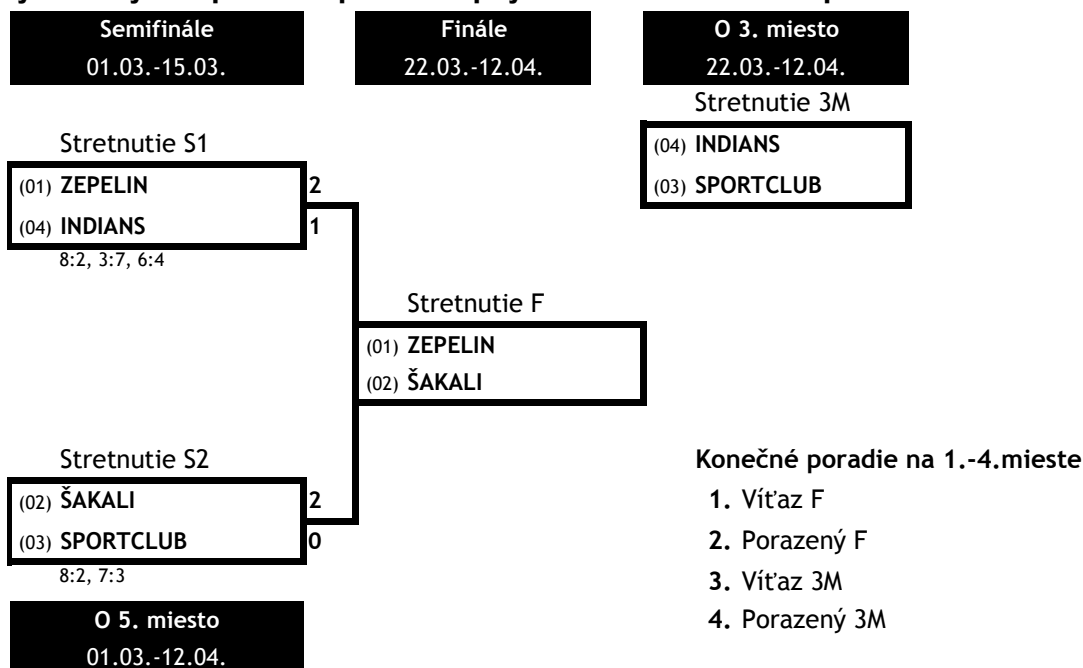 Semifinále
01.03.-15.03.
Finále
22.03.-12.04.
O 3. miesto
22.03.-12.04.
Stretnutie 3M
(04) INDIANS
(03) SPORTCLUB
Stretnutie S1
(01) ZEPELIN 2
(04) INDIANS 1
8:2, 3:7, 6:4
Stretnutie F
(01) ZEPELIN
(02) ŠAKALI
Stretnutie S2
(02) ŠAKALI 2
(03) SPORTCLUB 0
8:2, 7:3
Konečné poradie na 1.-4.mieste
1. Víťaz F
2. Porazený F
3. Víťaz 3M
4. Porazený 3M
O 5. miesto
01.03.-12.04.